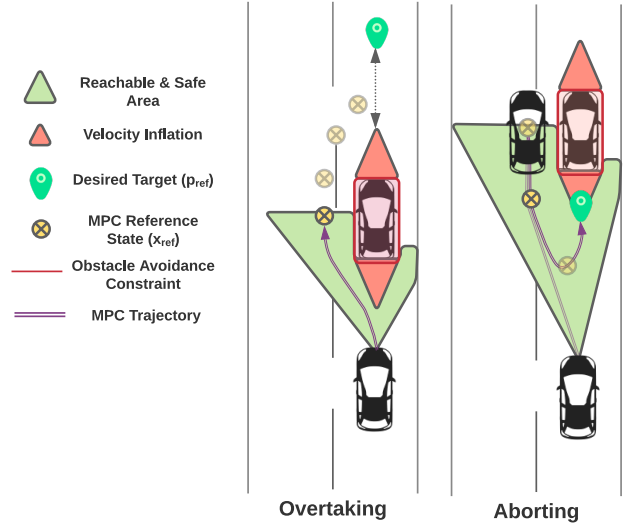 Reachable & Safe
Area
Velocity Inflation
Desired Target (pref)
MPC Reference
State (xref)
Obstacle Avoidance
Constraint
MPC Trajectory
Overtaking
Aborting